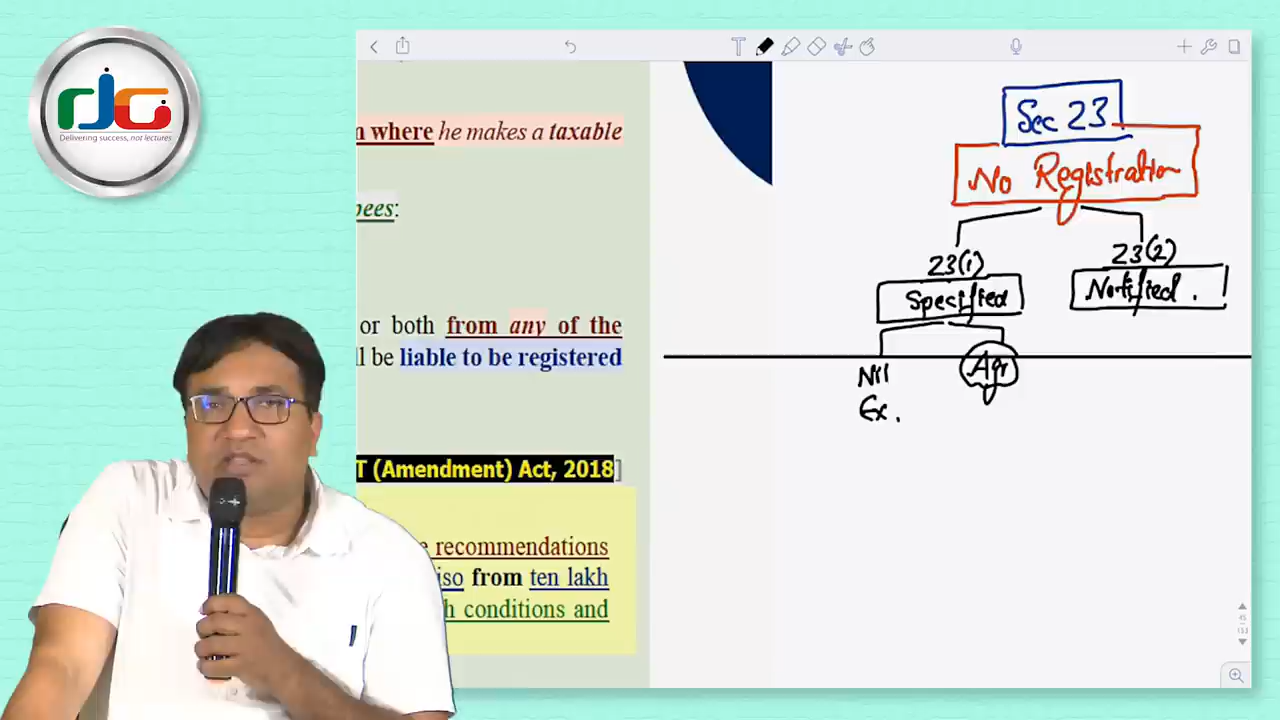 Delivering success, not lectures
n where he makes a taxable
pees:
or both from any of the
ll be liable to be registered
T (Amendment) Act, 2018]
e recommendations
iso from ten lakh
h conditions and
Sec 23
No Registration
23(1)
23(2)
Specified
Notified.
Nil
Agr
Ex.